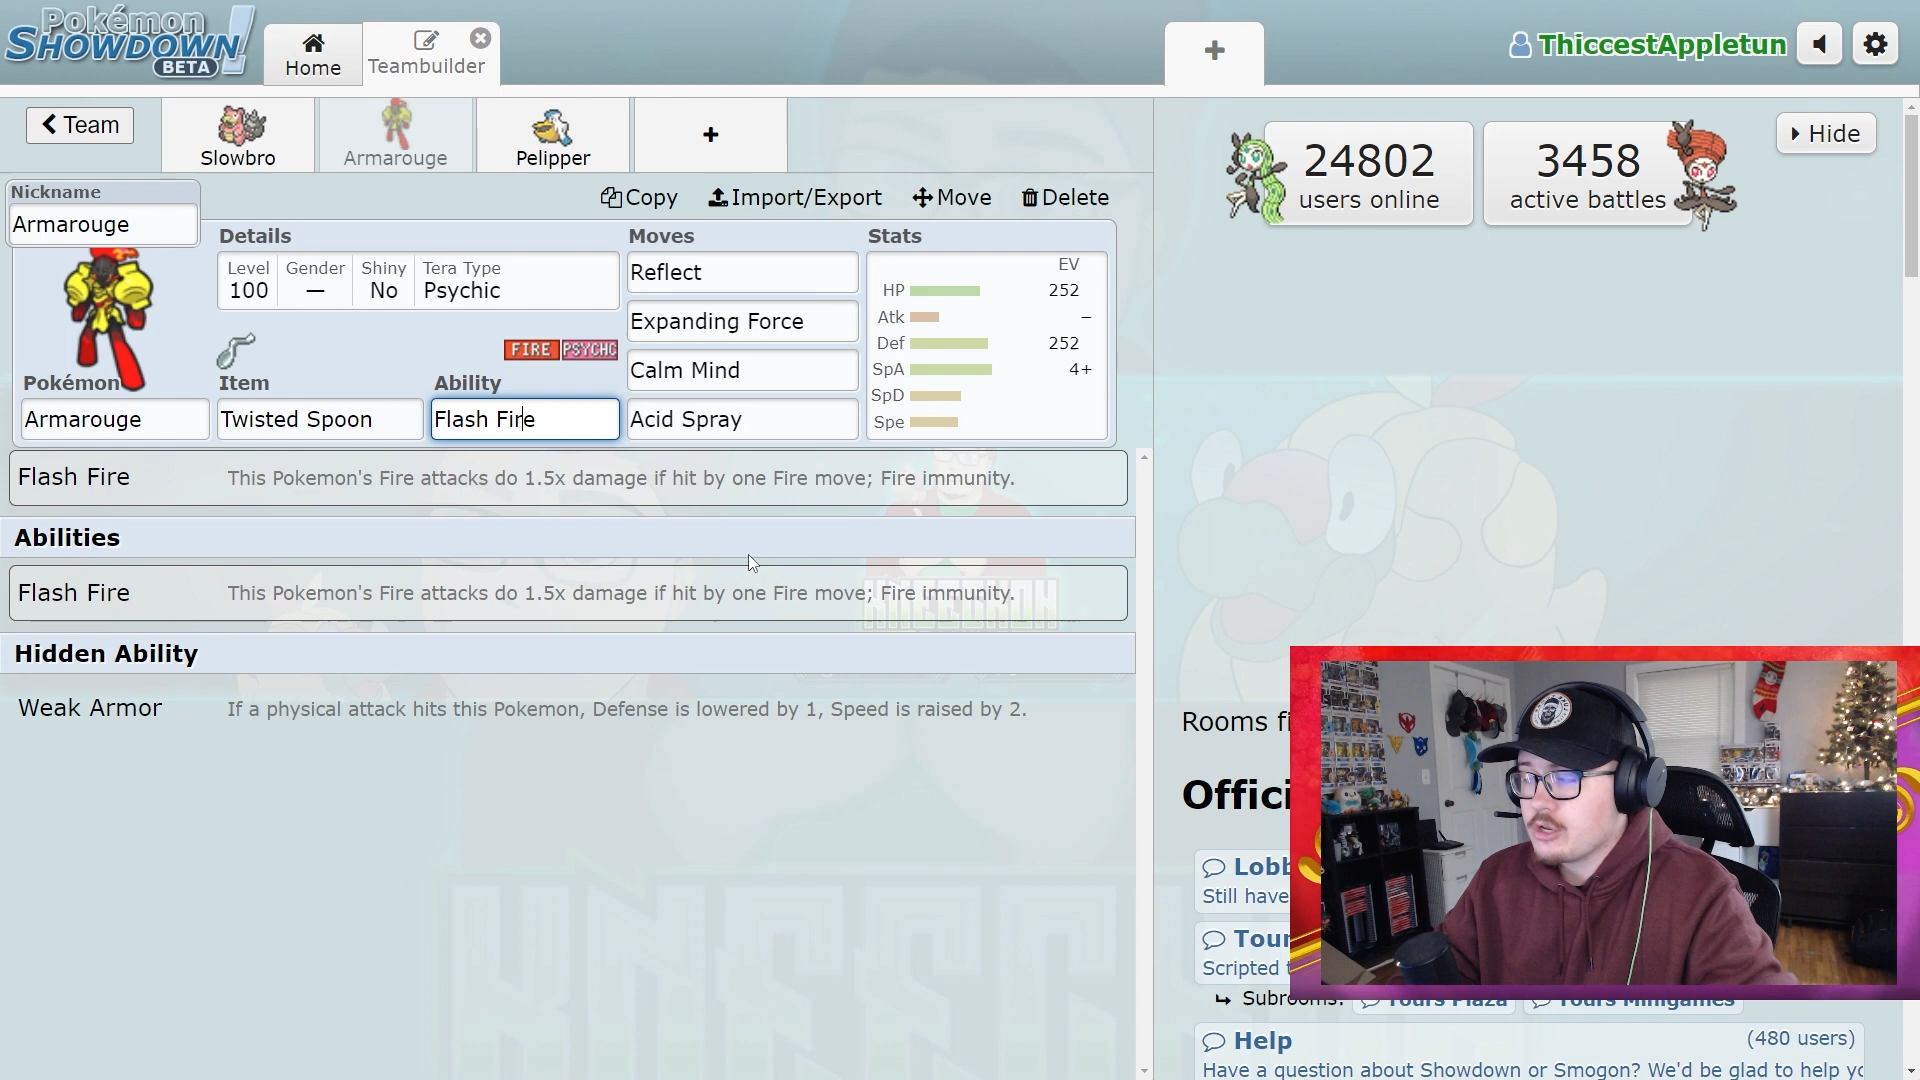 Pokémon
SHOWDOWN!
BETA
Home
Teambuilder
+
ThiccestAppletun
Team
Slowbro
Armarouge
Pelipper
+
24802
users online
3458
active battles
Hide
Nickname
Armarouge
Copy
Import/Export
Move
Delete
Details
Moves
Stats
Level
100
Gender
—
Shiny
No
Tera Type
Psychic
Reflect
Expanding Force
Calm Mind
Acid Spray
EV
HP 252
Atk –
Def 252
SpA 4+
SpD
Spe
FIRE PSYCHC
Pokémon
Item
Ability
Armarouge
Twisted Spoon
Flash Fire
Flash Fire This Pokemon's Fire attacks do 1.5x damage if hit by one Fire move; Fire immunity.
Abilities
Flash Fire This Pokemon's Fire attacks do 1.5x damage if hit by one Fire move; Fire immunity.
Hidden Ability
Weak Armor If a physical attack hits this Pokemon, Defense is lowered by 1, Speed is raised by 2.
Rooms fi
Offici
Lobb
Still have
Tour
Scripted t
Subrooms: Tours Plaza Tours Minigames
Help (480 users)
Have a question about Showdown or Smogon? We'd be glad to help yo